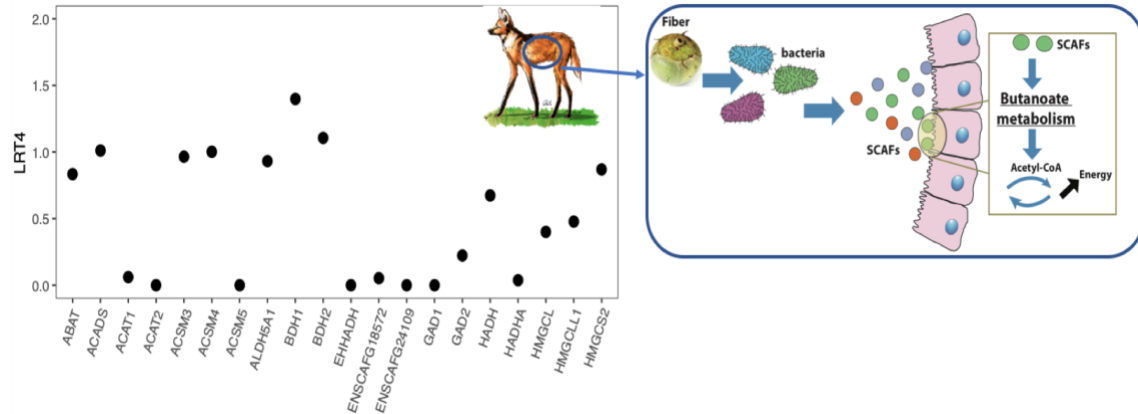 LRT4
2.0
1.5
1.0
0.5
0.0
ABAT
ACADS
ACAT1
ACAT2
ACSM3
ACSM4
ACSM5
ALDH5A1
BDH1
BDH2
EHHADH
ENSCAFG18572
ENSCAFG24109
GAD1
GAD2
HADH
HADHA
HMGCL
HMGCLL1
HMGCS2
Fiber
bacteria
SCAFs
SCAFs
Butanoate
metabolism
Acetyl-CoA
Energy